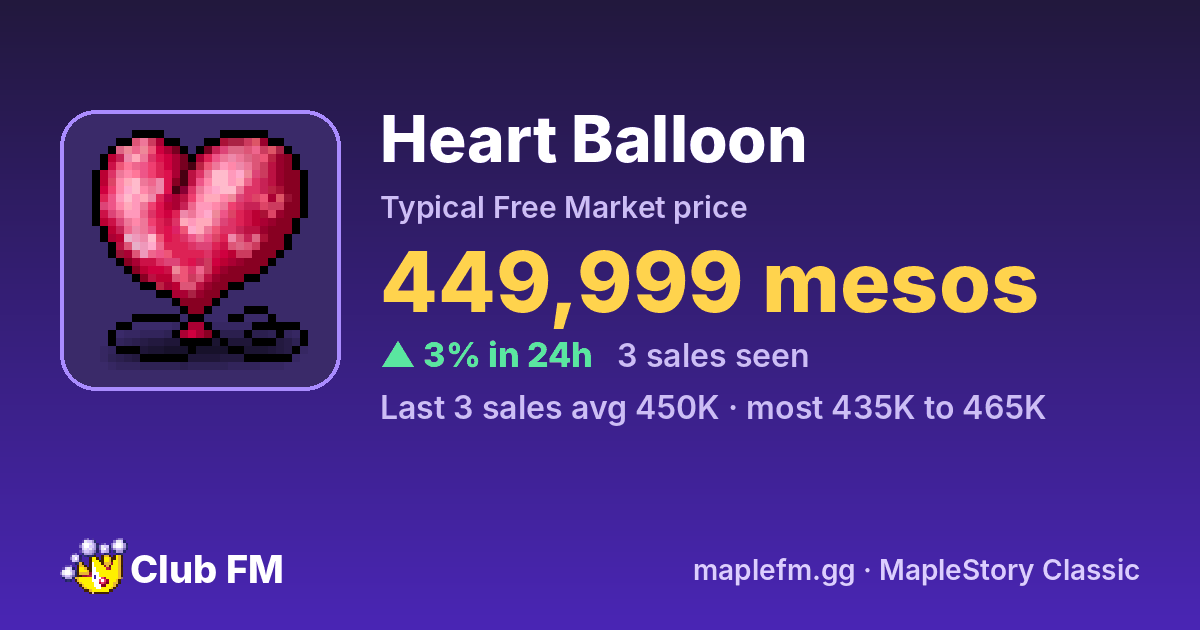 Heart Balloon
Typical Free Market price
449,999 mesos
▲ 3% in 24h 3 sales seen
Last 3 sales avg 450K · most 435K to 465K
Club FM
maplefm.gg · MapleStory Classic